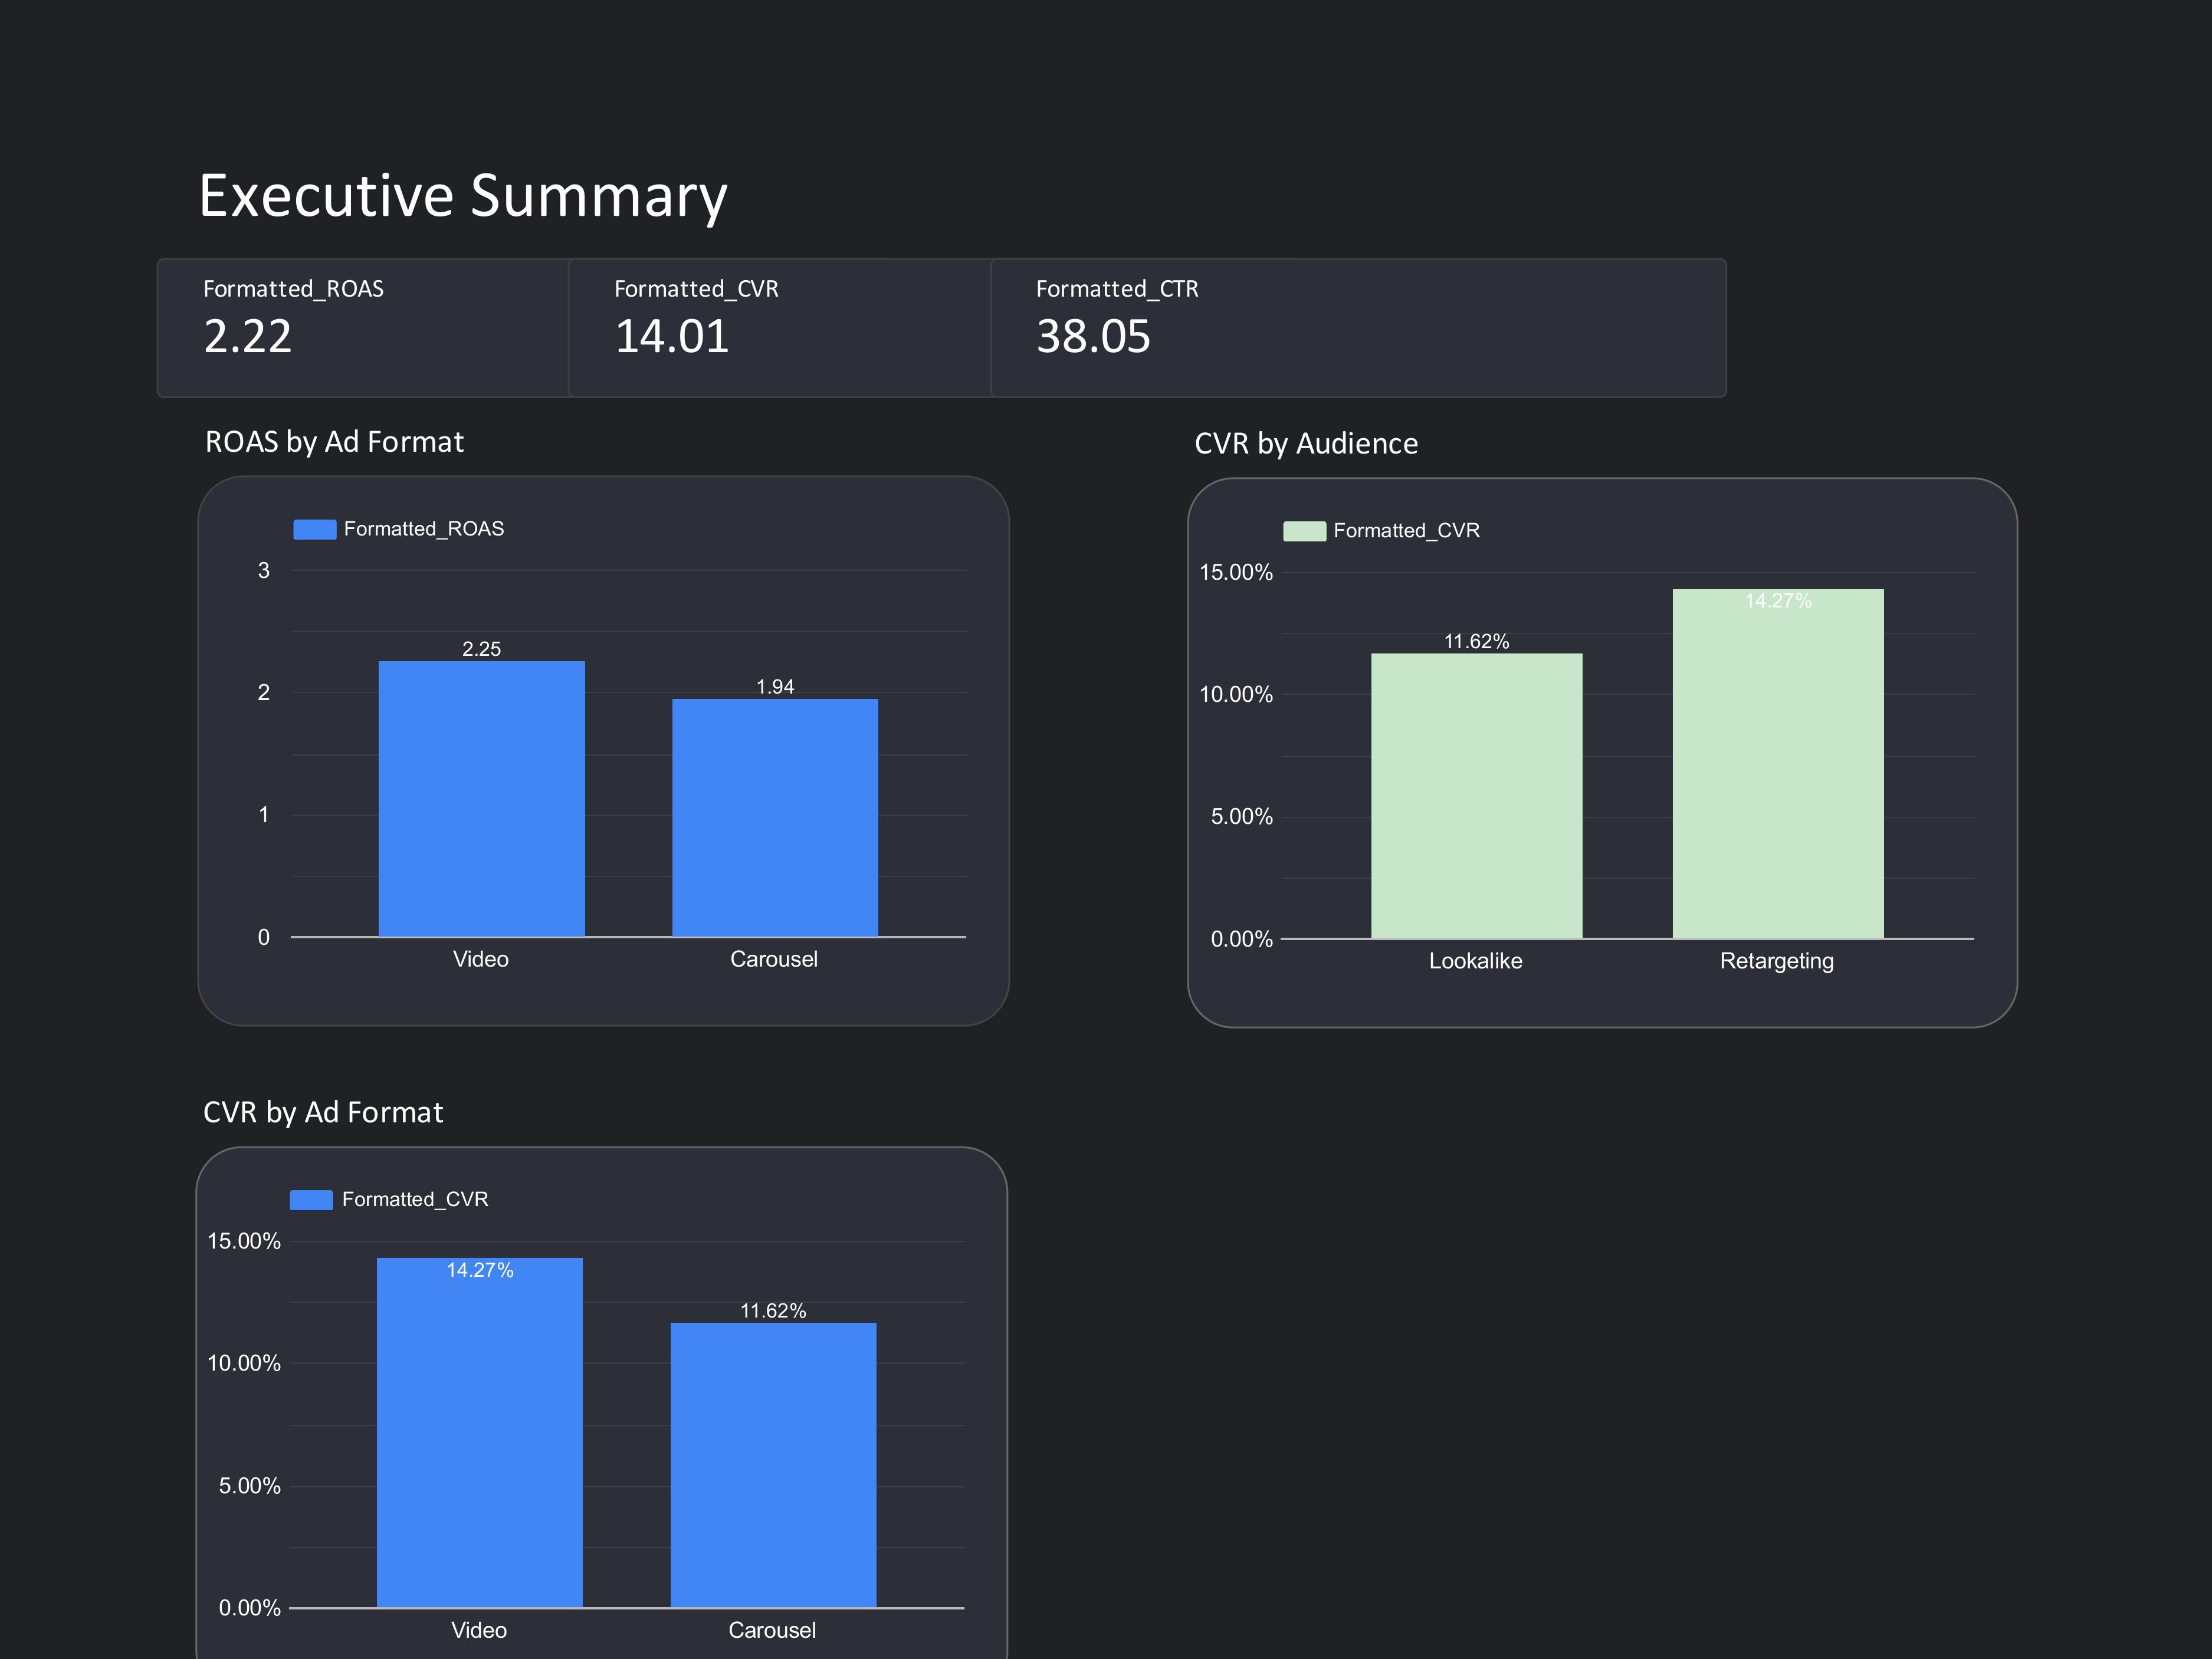 Executive Summary
Formatted_ROAS
2.22
Formatted_CVR
14.01
Formatted_CTR
38.05
ROAS by Ad Format
Formatted_ROAS
3
2
1
0
2.25
1.94
Video
Carousel
CVR by Audience
Formatted_CVR
15.00%
10.00%
5.00%
0.00%
11.62%
14.27%
Lookalike
Retargeting
CVR by Ad Format
Formatted_CVR
15.00%
10.00%
5.00%
0.00%
14.27%
11.62%
Video
Carousel